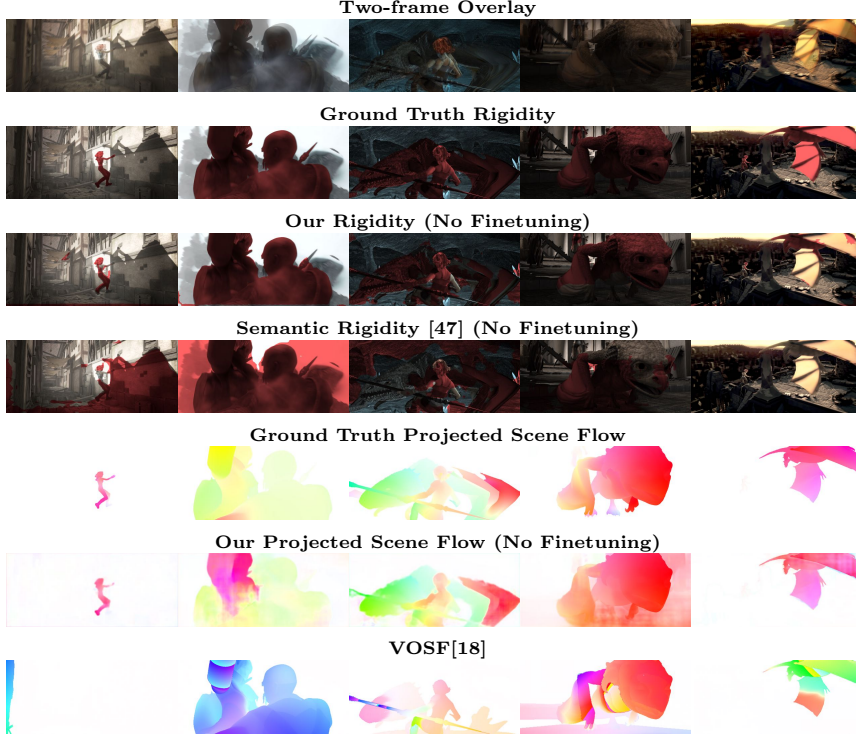 Two-frame Overlay
Ground Truth Rigidity
Our Rigidity (No Finetuning)
Semantic Rigidity [47] (No Finetuning)
Ground Truth Projected Scene Flow
Our Projected Scene Flow (No Finetuning)
VOSF[18]